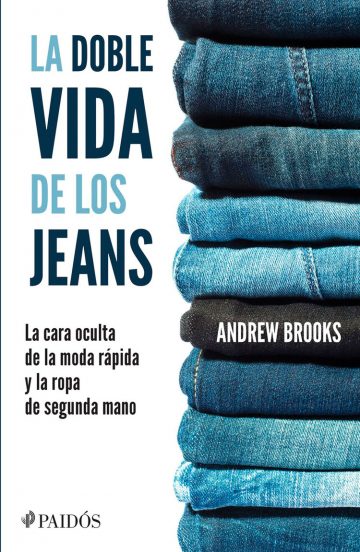 LA DOBLE
VIDA
DE LOS
JEANS
La cara oculta
de la moda rápida
y la ropa
de segunda mano
ANDREW BROOKS
PAIDÓS